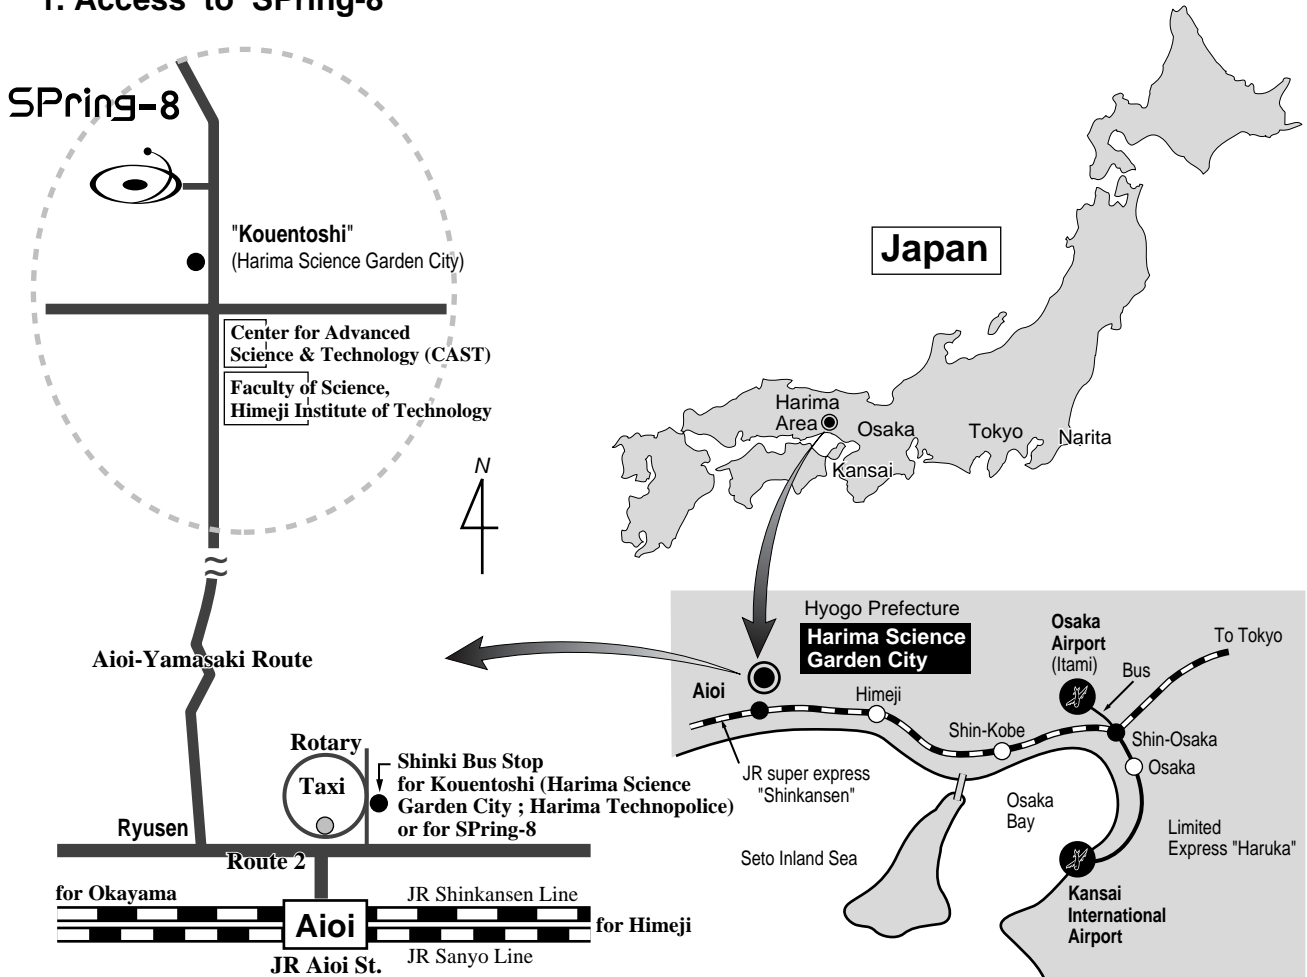 1. Access to SPring-8
SPring-8
"Kouentoshi"
(Harima Science Garden City)
Center for Advanced
Science & Technology (CAST)
Faculty of Science,
Himeji Institute of Technology
N
Aioi-Yamasaki Route
Rotary
Taxi
Shinki Bus Stop
for Kouentoshi (Harima Science
Garden City ; Harima Technopolice)
or for SPring-8
Ryusen
Route 2
for Okayama
JR Shinkansen Line
Aioi
for Himeji
JR Sanyo Line
JR Aioi St.
Japan
Harima
Area
Osaka
Tokyo
Narita
Kansai
Hyogo Prefecture
Harima Science
Garden City
Osaka
Airport
(Itami)
To Tokyo
Bus
Aioi
Himeji
Shin-Kobe
Shin-Osaka
Osaka
JR super express
"Shinkansen"
Osaka
Bay
Limited
Express "Haruka"
Seto Inland Sea
Kansai
International
Airport